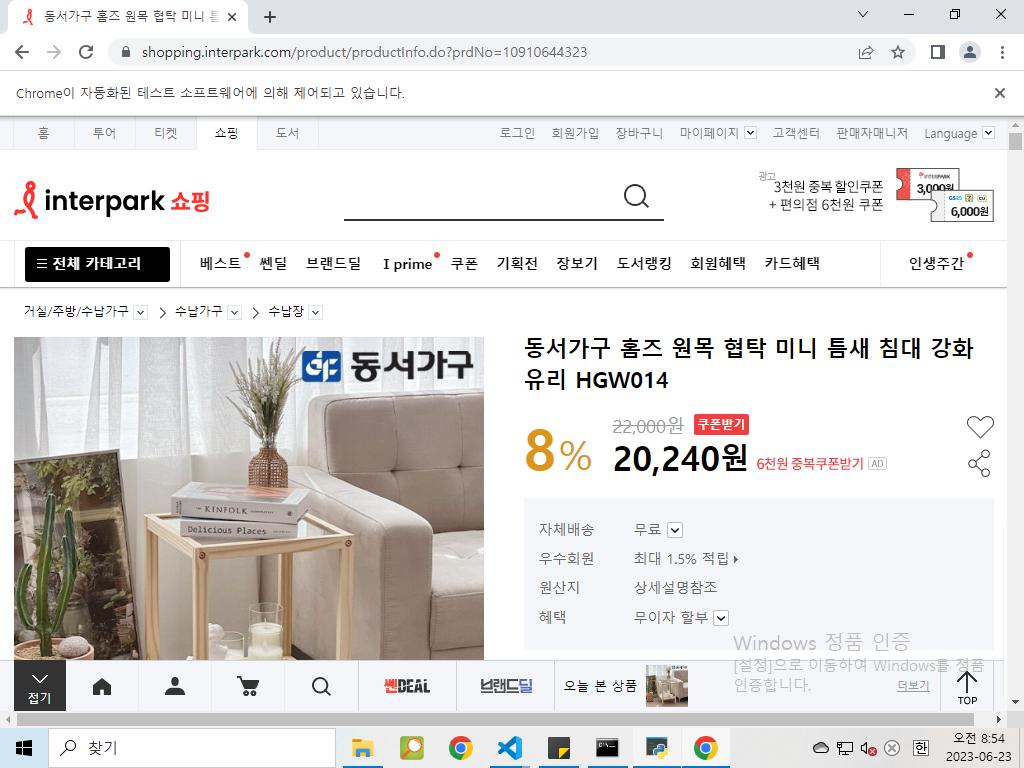 동서가구 홈즈 원목 협탁 미니 틈
shopping.interpark.com/product/productInfo.do?prdNo=10910644323
Chrome이 자동화된 테스트 소프트웨어에 의해 제어되고 있습니다.
홈 투어 티켓 쇼핑 도서 로그인 회원가입 장바구니 마이페이지 고객센터 판매자매니저 Language
interpark 쇼핑
광고
3천원 중복 할인쿠폰
+ 편의점 6천원 쿠폰
INTERPARK
3,000원
GS25 CU
6,000원
전체 카테고리 베스트 쎈딜 브랜드딜 I prime 쿠폰 기획전 장보기 도서랭킹 회원혜택 카드혜택 인생주간
거실/주방/수납가구 수납가구 수납장
동서가구
KINFOLK
Delicious Places
동서가구 홈즈 원목 협탁 미니 틈새 침대 강화
유리 HGW014
22,000원 쿠폰받기
8% 20,240원 6천원 중복쿠폰받기 AD
자체배송 무료
우수회원 최대 1.5% 적립
원산지 상세설명참조
혜택 무이자 할부
Windows 정품 인증
[설정]으로 이동하여 Windows를 정품
인증합니다.
접기
쎈DEAL
브랜드딜
오늘 본 상품
더보기
TOP
찾기
한
오전 8:54
2023-06-23